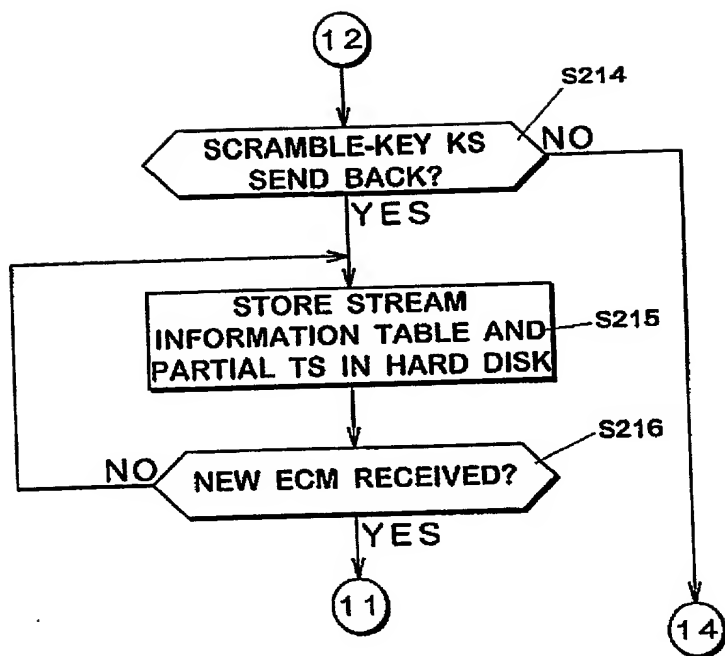 12
S214
SCRAMBLE-KEY KS
SEND BACK?
NO
YES
STORE STREAM
INFORMATION TABLE AND
PARTIAL TS IN HARD DISK
S215
S216
NO
NEW ECM RECEIVED?
YES
11
14